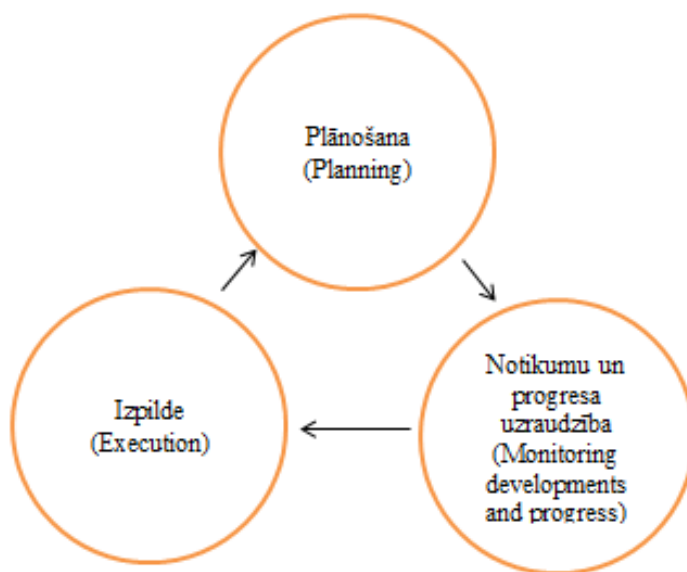 Plānošana
(Planning)
Notikumu un
progresa
uzraudzība
(Monitoring
developments
and progress)
Izpilde
(Execution)